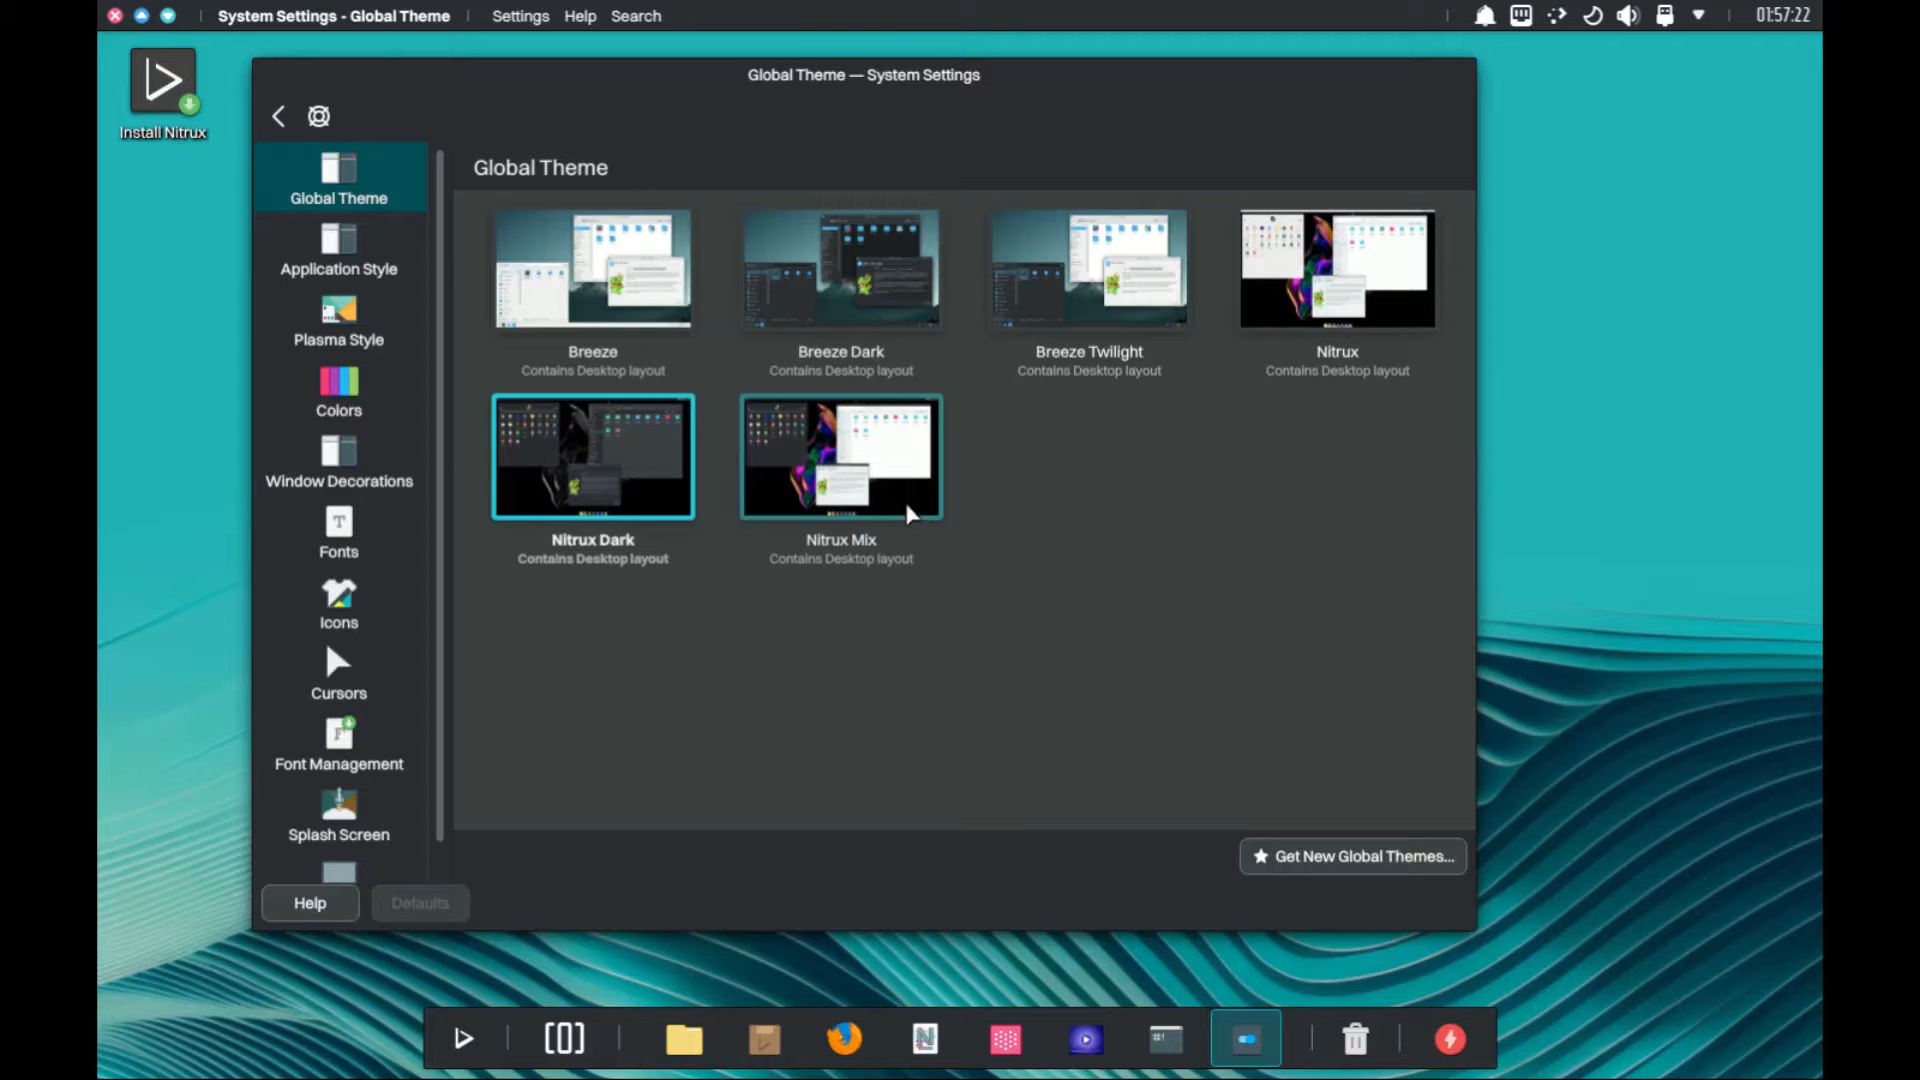 System Settings - Global Theme
Settings
Help
Search
01:57:22
Install Nitrux
Global Theme — System Settings
Global Theme
Application Style
Plasma Style
Colors
Window Decorations
Fonts
Icons
Cursors
Font Management
Splash Screen
Help
Defaults
Global Theme
Breeze
Contains Desktop layout
Breeze Dark
Contains Desktop layout
Breeze Twilight
Contains Desktop layout
Nitrux
Contains Desktop layout
Nitrux Dark
Contains Desktop layout
Nitrux Mix
Contains Desktop layout
Get New Global Themes...